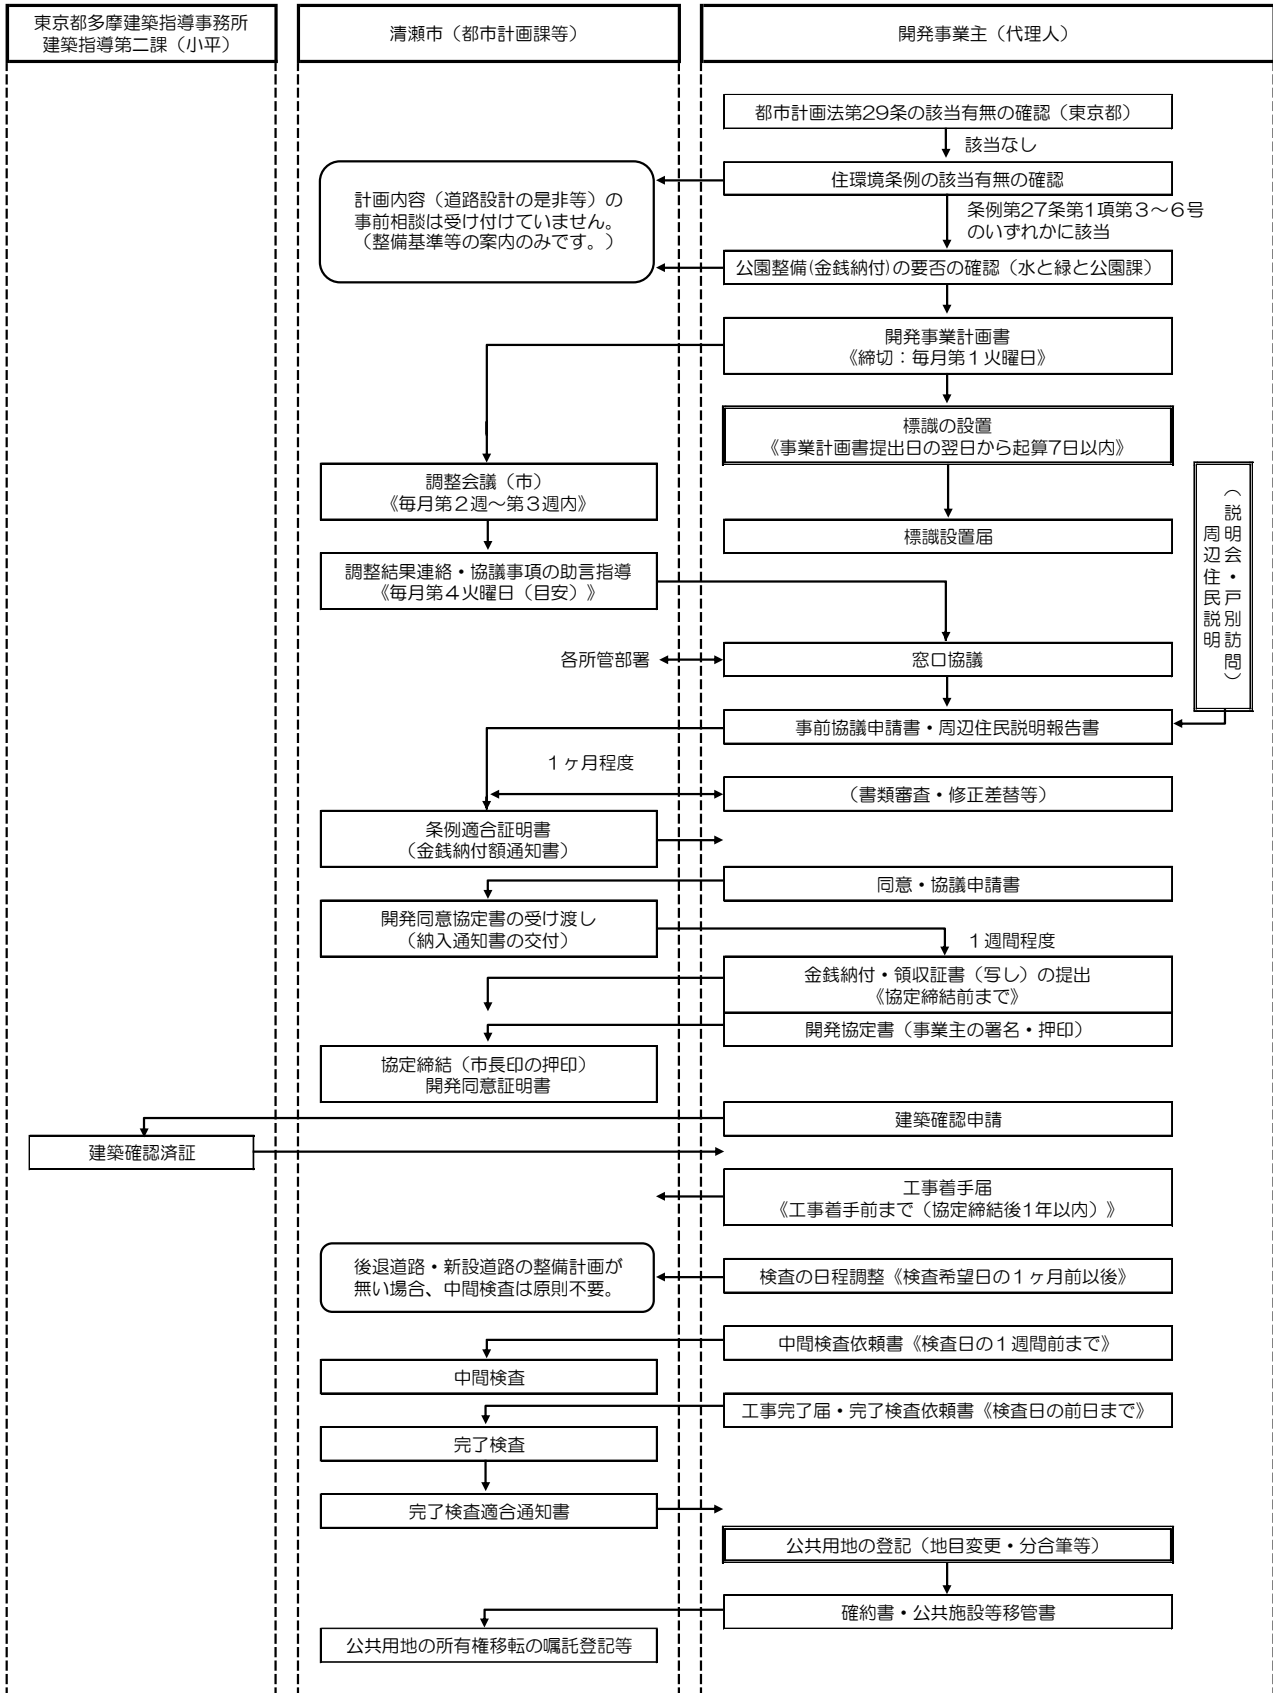 東京都多摩建築指導事務所
建築指導第二課（小平）
清瀬市（都市計画課等）
開発事業主（代理人）
都市計画法第29条の該当有無の確認（東京都）
該当なし
住環境条例の該当有無の確認
計画内容（道路設計の是非等）の
事前相談は受け付けていません。
（整備基準等の案内のみです。）
条例第27条第1項第３～６号
のいずれかに該当
公園整備(金銭納付)の要否の確認（水と緑と公園課）
開発事業計画書
《締切：毎月第１火曜日》
標識の設置
《事業計画書提出日の翌日から起算7日以内》
調整会議（市）
《毎月第２週～第３週内》
標識設置届
周辺住民説明
（説明会・戸別訪問）
調整結果連絡・協議事項の助言指導
《毎月第４火曜日（目安）》
各所管部署
窓口協議
事前協議申請書・周辺住民説明報告書
１ヶ月程度
（書類審査・修正差替等）
条例適合証明書
（金銭納付額通知書）
同意・協議申請書
開発同意協定書の受け渡し
（納入通知書の交付）
１週間程度
金銭納付・領収証書（写し）の提出
《協定締結前まで》
開発協定書（事業主の署名・押印）
協定締結（市長印の押印）
開発同意証明書
建築確認申請
建築確認済証
工事着手届
《工事着手前まで（協定締結後1年以内）》
後退道路・新設道路の整備計画が
無い場合、中間検査は原則不要。
検査の日程調整《検査希望日の１ヶ月前以後》
中間検査依頼書《検査日の１週間前まで》
中間検査
工事完了届・完了検査依頼書《検査日の前日まで》
完了検査
完了検査適合通知書
公共用地の登記（地目変更・分合筆等）
確約書・公共施設等移管書
公共用地の所有権移転の嘱託登記等